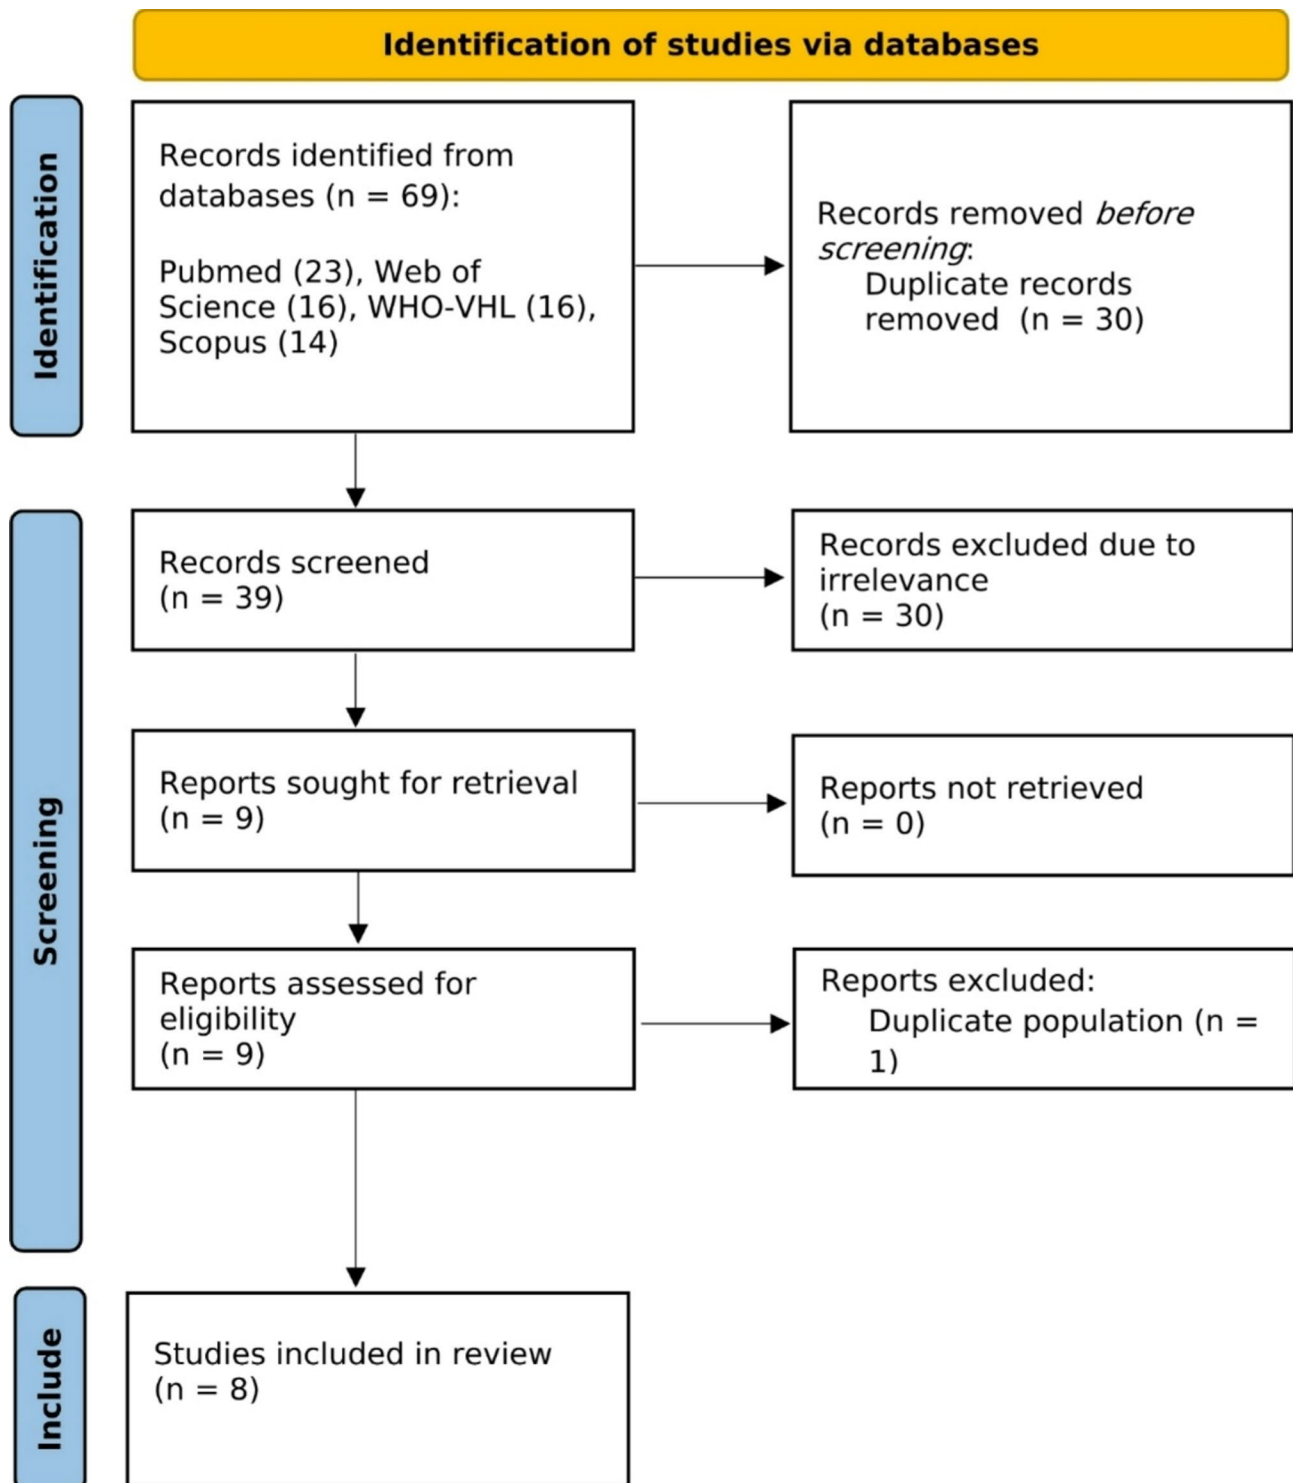 Identification of studies via databases
Identification
Records identified from
databases (n = 69):
Pubmed (23), Web of
Science (16), WHO-VHL (16),
Scopus (14)
Records removed before
screening:
Duplicate records
removed (n = 30)
Screening
Records screened
(n = 39)
Records excluded due to
irrelevance
(n = 30)
Reports sought for retrieval
(n = 9)
Reports not retrieved
(n = 0)
Reports assessed for
eligibility
(n = 9)
Reports excluded:
Duplicate population (n =
1)
Include
Studies included in review
(n = 8)